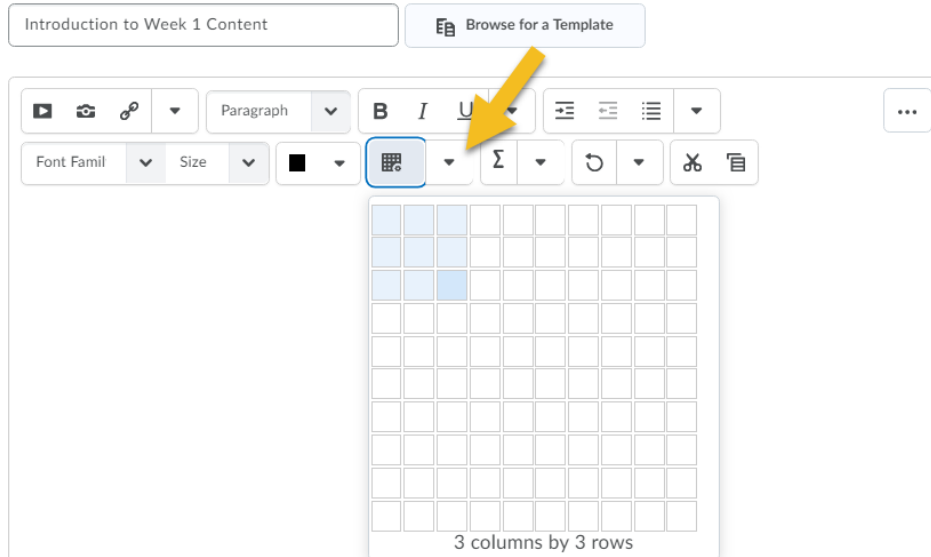 Introduction to Week 1 Content
Browse for a Template
Paragraph
B I U
Font Famil
Size
Σ
3 columns by 3 rows